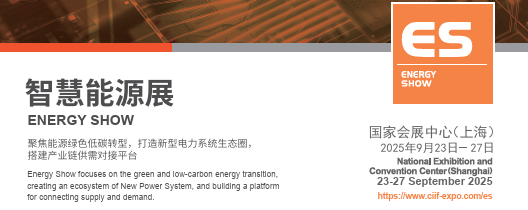 ES
ENERGY
SHOW
智慧能源展
ENERGY SHOW
聚焦能源绿色低碳转型，打造新型电力系统生态圈，
搭建产业链供需对接平台
Energy Show focuses on the green and low-carbon energy transition,
creating an ecosystem of New Power System, and building a platform
for connecting supply and demand.
国家会展中心（上海）
2025年9月23日— 27日
National Exhibition and
Convention Center(Shanghai)
23-27 September 2025
https://www.ciif-expo.com/es